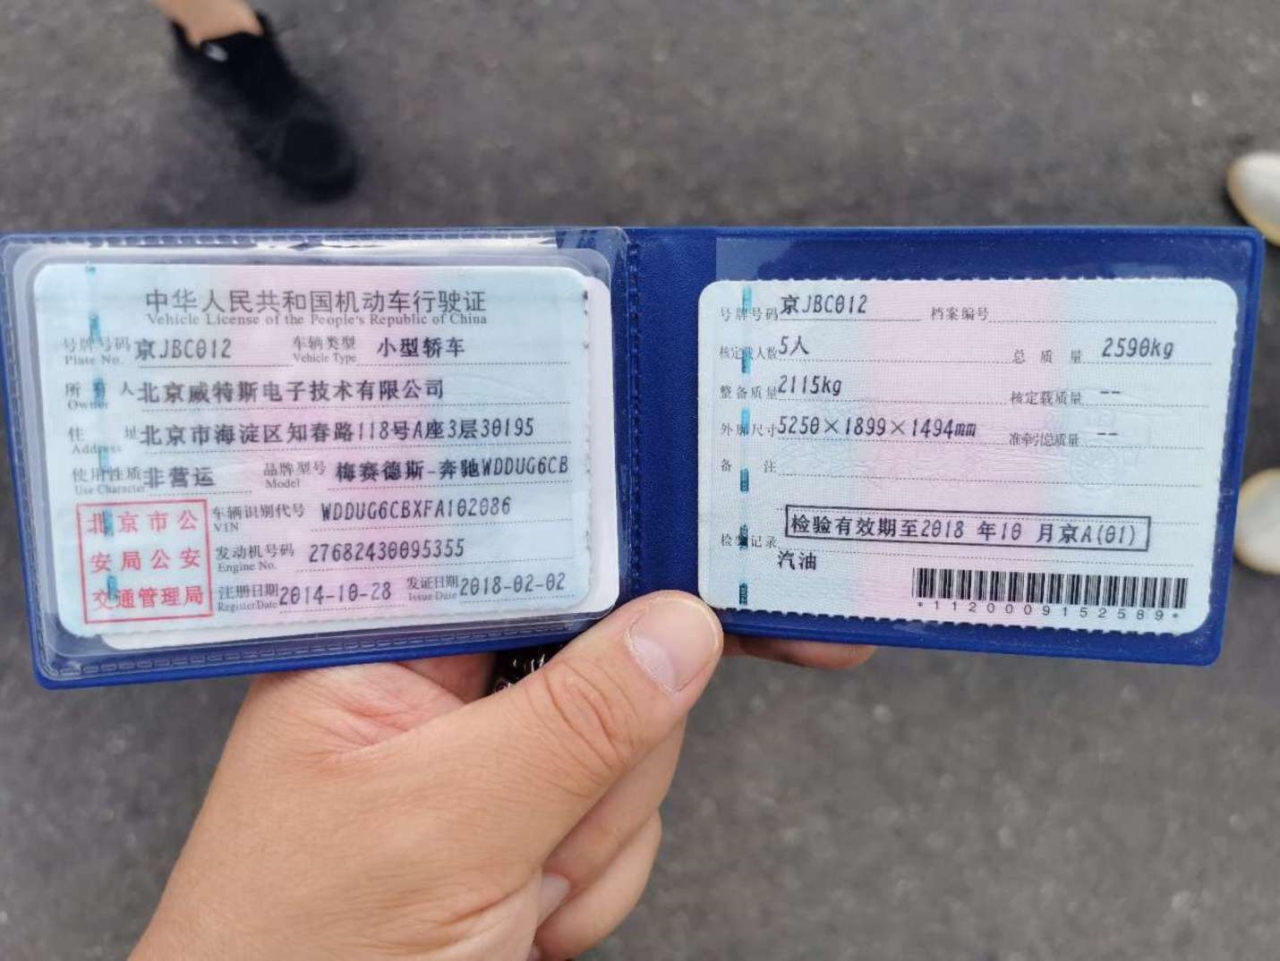 中华人民共和国机动车行驶证
Vehicle License of the People's Republic of China
号牌号码 京JBC012 车辆类型 小型轿车
Plate No. Vehicle Type
所有人 北京威特斯电子技术有限公司
Owner
住址 北京市海淀区知春路118号A座3层30195
Address
使用性质 非营运 品牌型号 梅赛德斯-奔驰WDDUG6CB
Use Character Model
北京市公
安局公安
交通管理局
车辆识别代号 WDDUG6CBXFA102086
VIN
发动机号码 27682430095355
Engine No.
注册日期 2014-10-28 发证日期 2018-02-02
Register Date Issue Date
号牌号码 京JBC012 档案编号
核定载人数 5人 总质量 2590kg
整备质量 2115kg 核定载质量 --
外廓尺寸 5250×1899×1494mm 准牵引总质量 --
备注
检验有效期至2018 年10 月京A(01)
检验记录
汽油
*1120009152589*